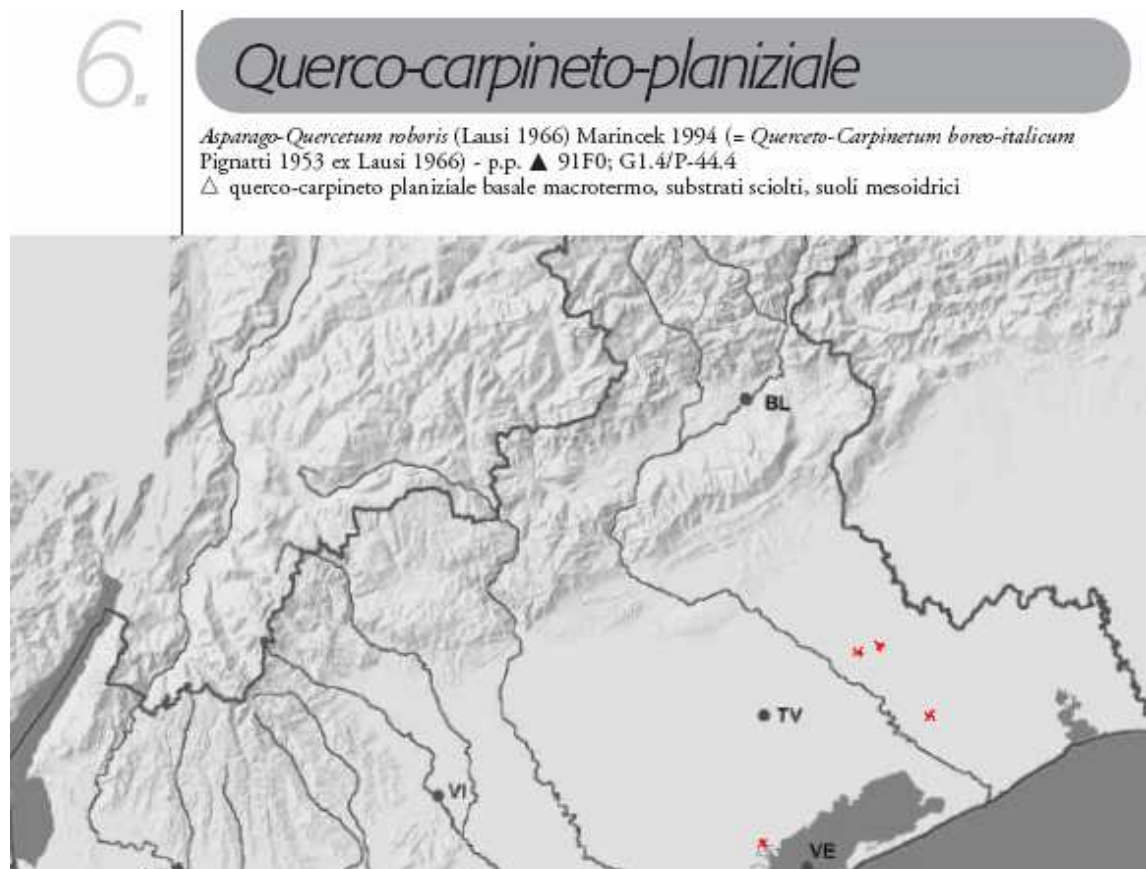 6.
Querco-carpineto-planiziale
Asparago-Quercetum roboris (Lausi 1966) Marincek 1994 (= Querceto-Carpinetum boreo-italicum
Pignatti 1953 ex Lausi 1966) - p.p. ▲ 91F0; G1.4/P-44.4
△ querco-carpineto planiziale basale macrotermo, substrati sciolti, suoli mesoidrici
BL
TV
VI
VE